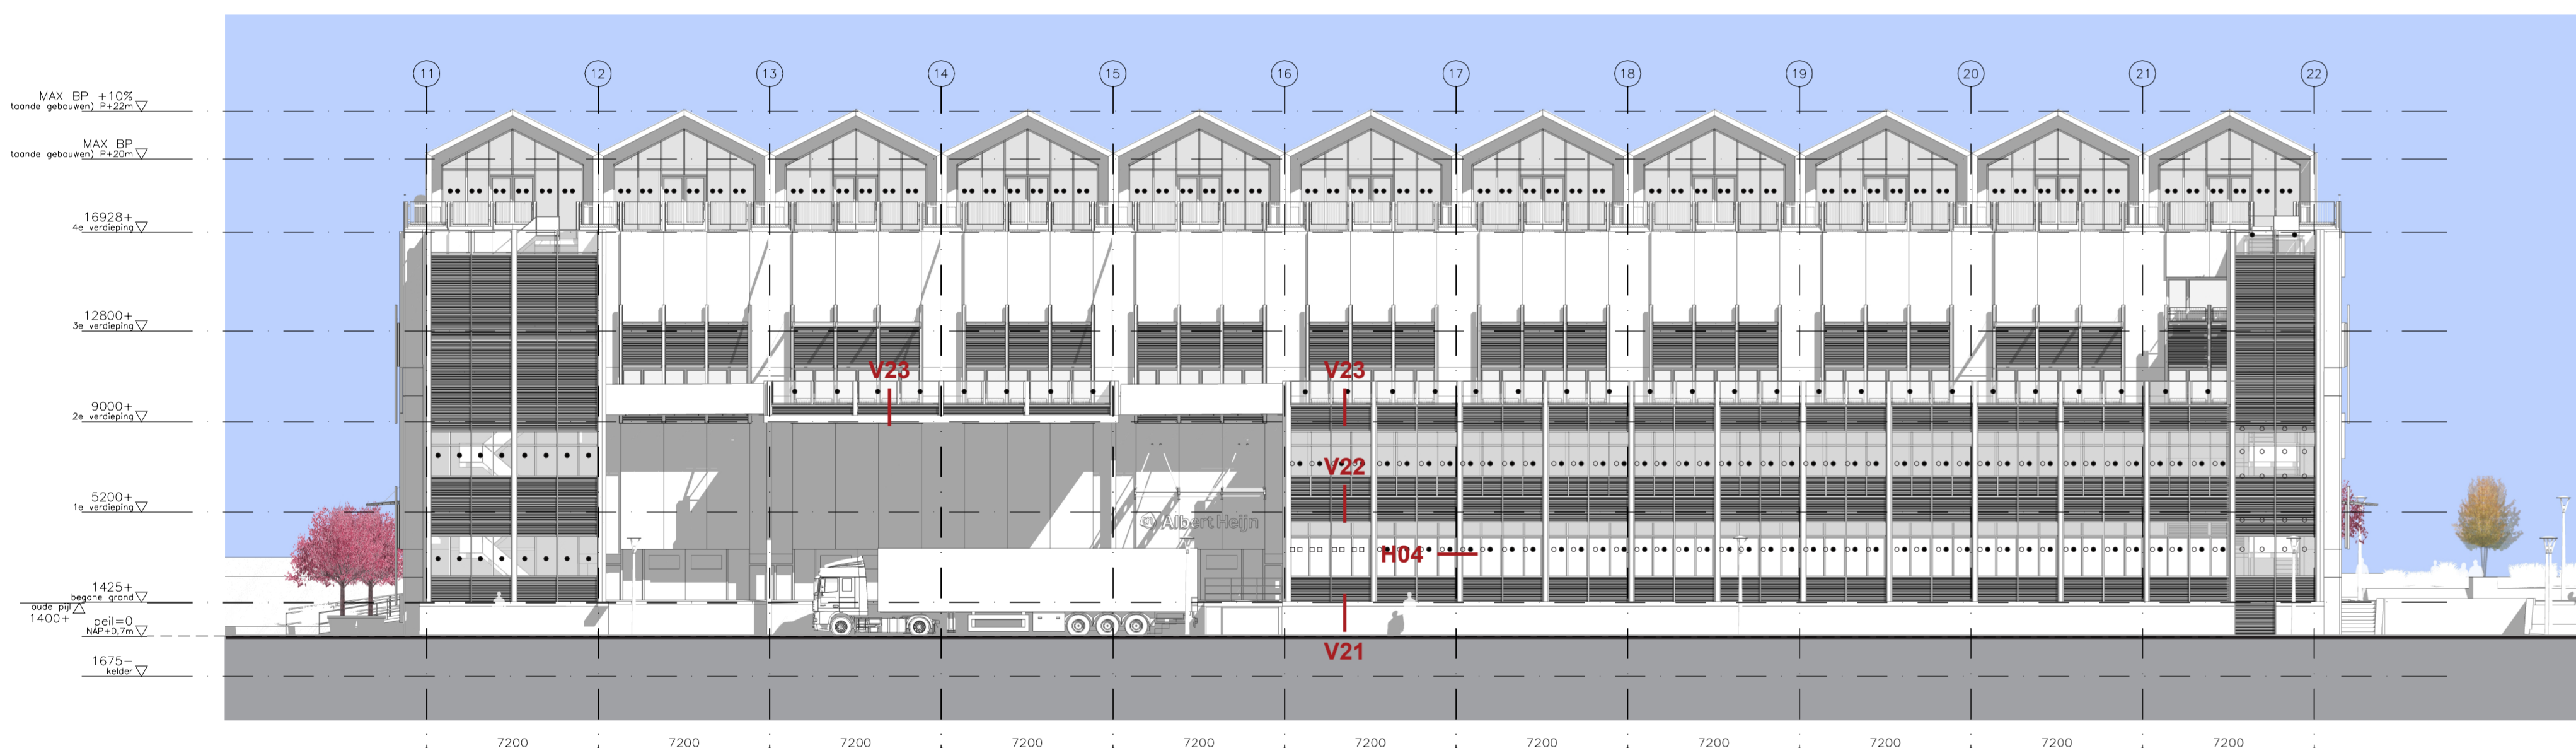 11 12 13 14 15 16 17 18 19 20 21 22
MAX BP +10%
taande gebouwen) P+22m
MAX BP
taande gebouwen) P+20m
16928+
4e verdieping
12800+
3e verdieping
V23 V23
9000+
2e verdieping
V22
5200+
1e verdieping
Albert Heijn
H04
1425+
begane grond
oude pijl
1400+
peil=0
NAP+0,7m
V21
1675-
kelder
7200 7200 7200 7200 7200 7200 7200 7200 7200 7200 7200